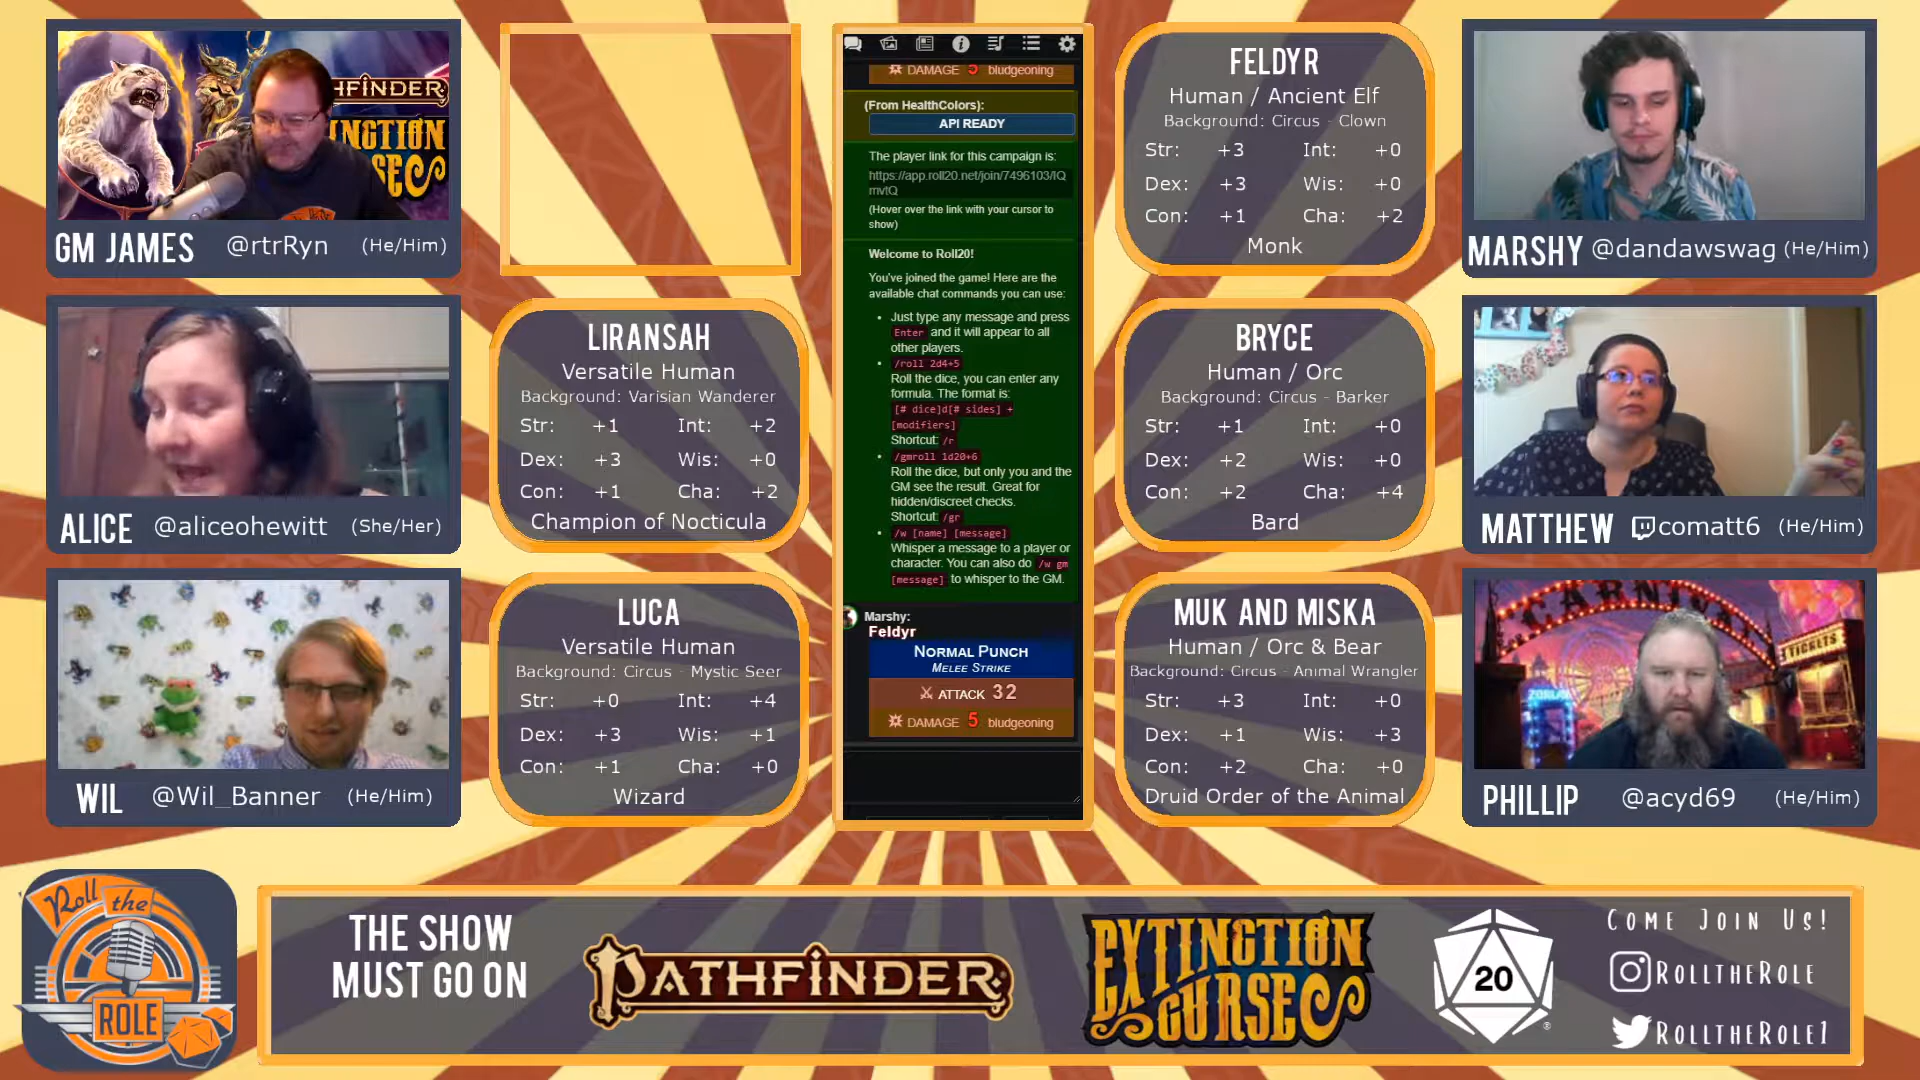 HFINDER
INCTION
SE
GM JAMES @rtrRyn (He/Him)
ALICE @aliceohewitt (She/Her)
WIL @Wil_Banner (He/Him)
LIRANSAH
Versatile Human
Background: Varisian Wanderer
Str: +1 Int: +2
Dex: +3 Wis: +0
Con: +1 Cha: +2
Champion of Nocticula
LUCA
Versatile Human
Background: Circus - Mystic Seer
Str: +0 Int: +4
Dex: +3 Wis: +1
Con: +1 Cha: +0
Wizard
DAMAGE 5 bludgeoning
(From HealthColors):
API READY
The player link for this campaign is:
https://app.roll20.net/join/7496103/IQ
mvtQ
(Hover over the link with your cursor to
show)
Welcome to Roll20!
You've joined the game! Here are the
available chat commands you can use:
• Just type any message and press
Enter and it will appear to all
other players.
• /roll 2d4+5
Roll the dice, you can enter any
formula. The format is:
[# dice]d[# sides] +
[modifiers]
Shortcut: /r
• /gmroll 1d20+6
Roll the dice, but only you and the
GM see the result. Great for
hidden/discreet checks.
Shortcut: /gr
• /w [name] [message]
Whisper a message to a player or
character. You can also do /w gm
[message] to whisper to the GM.
Marshy:
Feldyr
NORMAL PUNCH
MELEE STRIKE
ATTACK 32
DAMAGE 5 bludgeoning
FELDYR
Human / Ancient Elf
Background: Circus - Clown
Str: +3 Int: +0
Dex: +3 Wis: +0
Con: +1 Cha: +2
Monk
BRYCE
Human / Orc
Background: Circus - Barker
Str: +1 Int: +0
Dex: +2 Wis: +0
Con: +2 Cha: +4
Bard
MUK AND MISKA
Human / Orc & Bear
Background: Circus - Animal Wrangler
Str: +3 Int: +0
Dex: +1 Wis: +3
Con: +2 Cha: +0
Druid Order of the Animal
MARSHY @dandawswag (He/Him)
MATTHEW comatt6 (He/Him)
CARNIV
TICKETS
PHILLIP @acyd69 (He/Him)
Roll the
ROLE
THE SHOW
MUST GO ON
PATHFINDER
EXTINCTION
CURSE
20
COME JOIN US!
ROLLTHEROLE
ROLLTHEROLE1